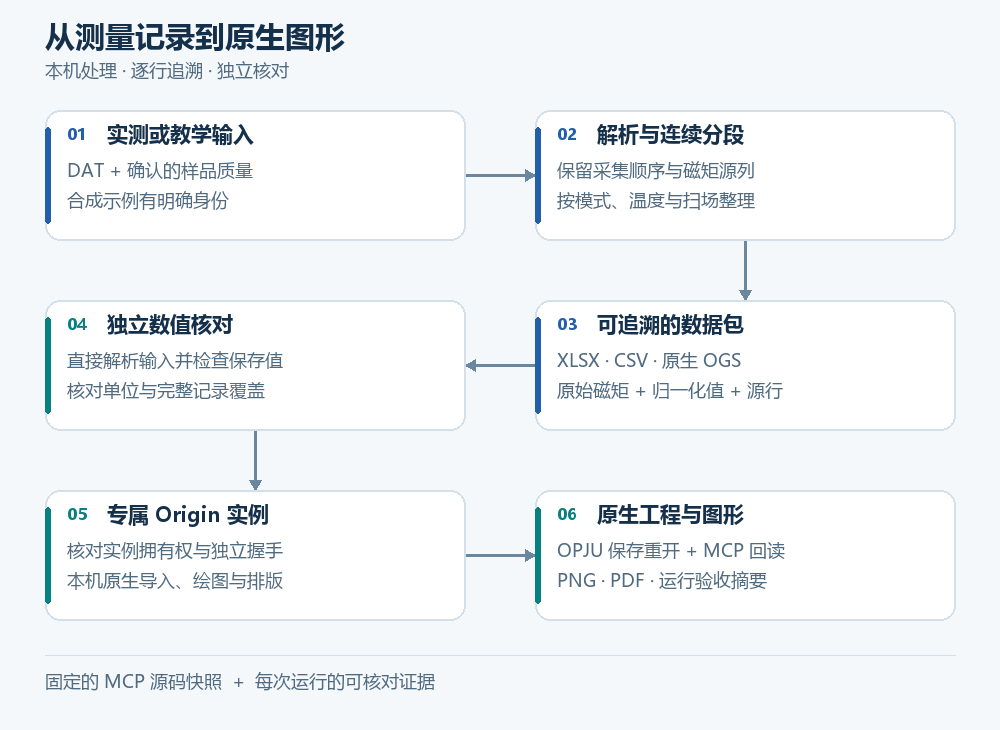 从测量记录到原生图形
本机处理 · 逐行追溯 · 独立核对
01 实测或教学输入
DAT + 确认的样品质量
合成示例有明确身份
02 解析与连续分段
保留采集顺序与磁矩源列
按模式、温度与扫场整理
03 可追溯的数据包
XLSX · CSV · 原生 OGS
原始磁矩 + 归一化值 + 源行
04 独立数值核对
直接解析输入并检查保存值
核对单位与完整记录覆盖
05 专属 Origin 实例
核对实例拥有权与独立握手
本机原生导入、绘图与排版
06 原生工程与图形
OPJU 保存重开 + MCP 回读
PNG · PDF · 运行验收摘要
固定的 MCP 源码快照 + 每次运行的可核对证据